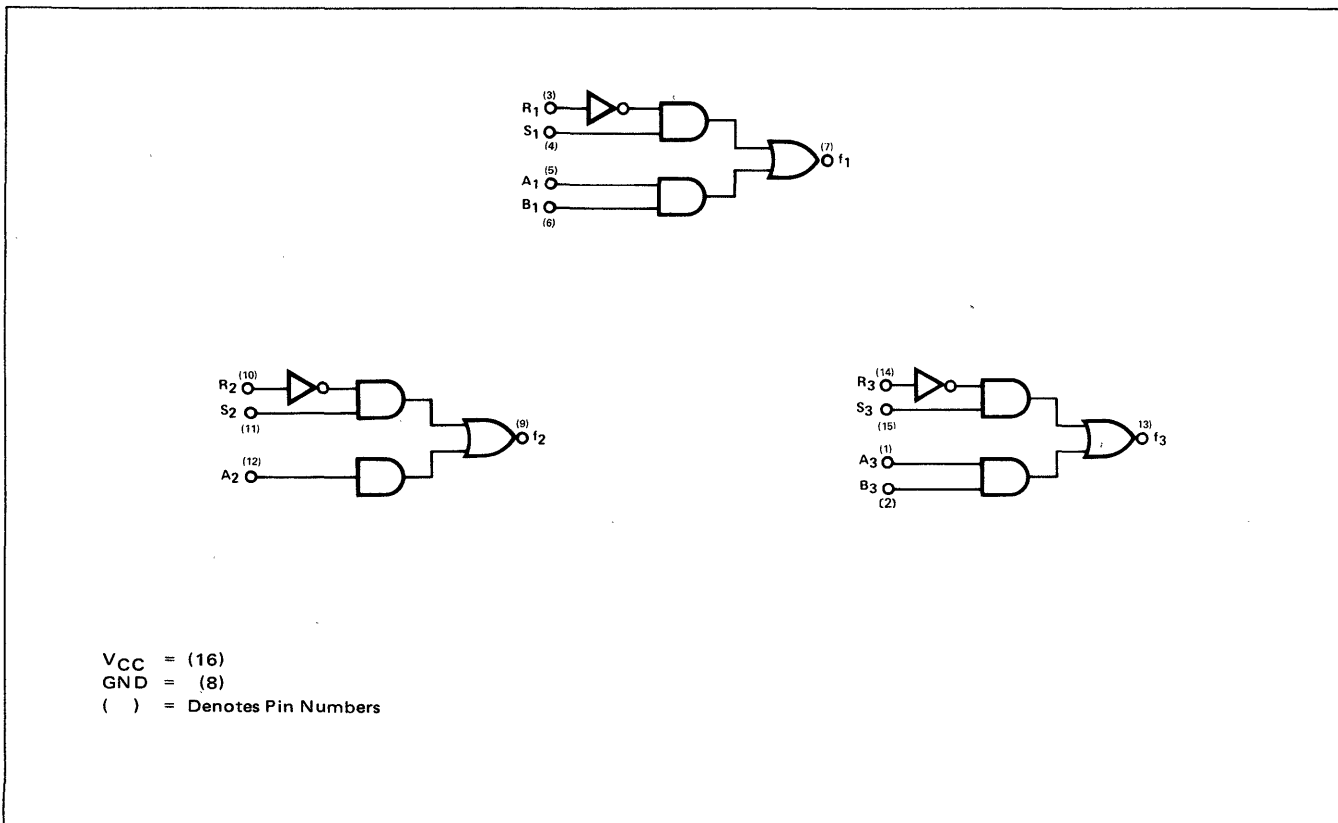 (3)
R1
S1
(4)
(7)
f1
(5)
A1
B1
(6)
(10)
R2
S2
(11)
(9)
f2
(12)
A2
(14)
R3
S3
(15)
13)
f3
(1)
A3
B3
(2)
VCC = (16)
GND = (8)
( ) = Denotes Pin Numbers